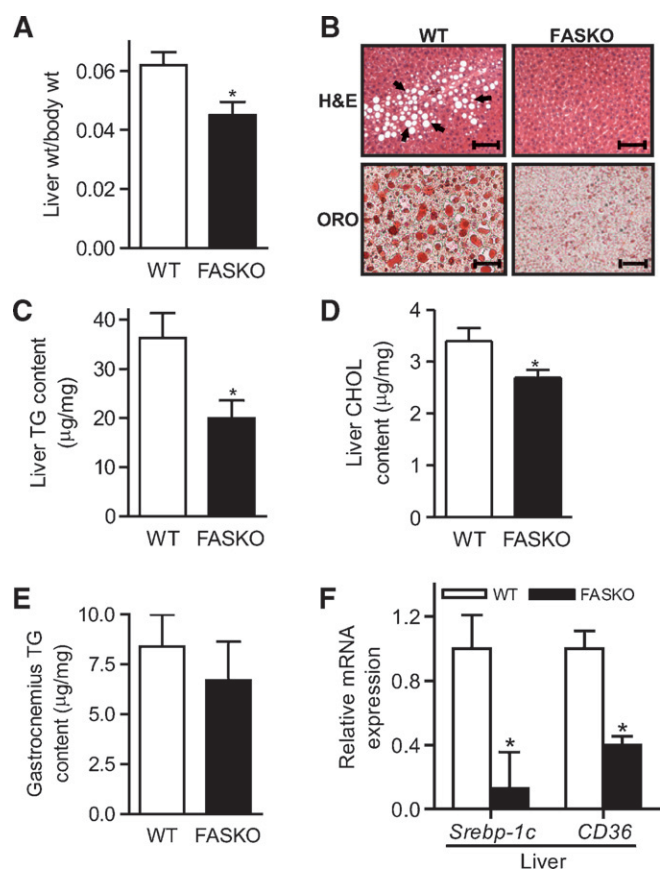 A
Liver wt/body wt
0.06
0.04
0.02
0.00
*
WT FASKO
B
WT FASKO
H&E
ORO
C
Liver TG content
(μg/mg)
40
30
20
10
0
*
WT FASKO
D
Liver CHOL
content (μg/mg)
4
3
2
1
0
*
WT FASKO
E
Gastrocnemius TG
content (μg/mg)
10.0
7.5
5.0
2.5
0.0
WT FASKO
F
WT FASKO
Relative mRNA
expression
1.2
0.8
0.4
0.0
* *
Srebp-1c CD36
Liver